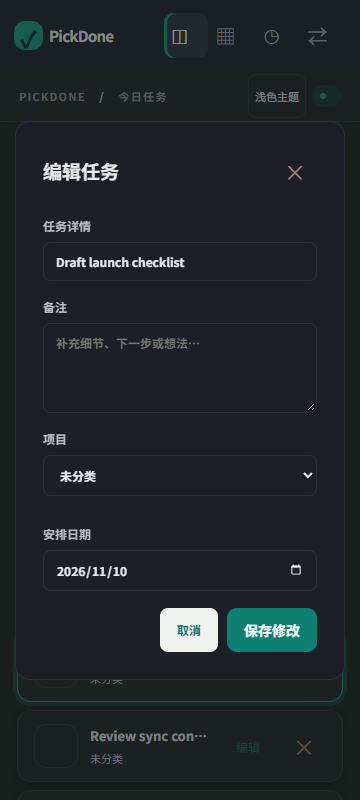 PickDone
PICKDONE / 今日任务
浅色主题
编辑任务
任务详情
Draft launch checklist
备注
补充细节、下一步或想法…
项目
未分类
安排日期
2026/11/10
取消
保存修改
未分类
Review sync con…
编辑
未分类